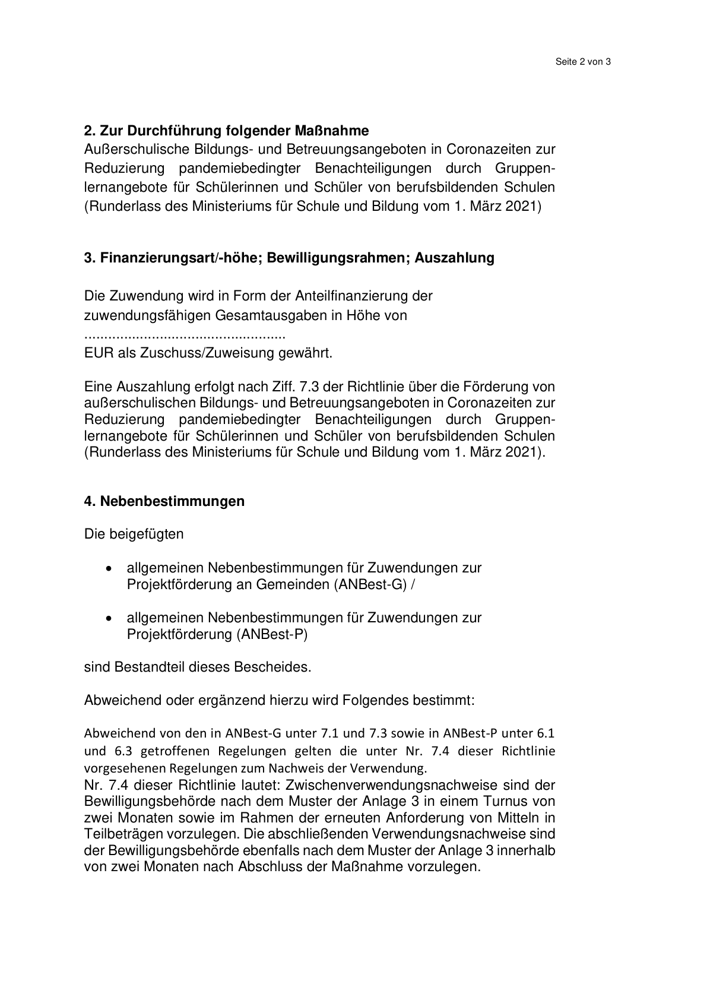 Seite 2 von 3
2. Zur Durchführung folgender Maßnahme
Außerschulische Bildungs- und Betreuungsangeboten in Coronazeiten zur
Reduzierung pandemiebedingter Benachteiligungen durch Gruppen-
lernangebote für Schülerinnen und Schüler von berufsbildenden Schulen
(Runderlass des Ministeriums für Schule und Bildung vom 1. März 2021)
3. Finanzierungsart/-höhe; Bewilligungsrahmen; Auszahlung
Die Zuwendung wird in Form der Anteilfinanzierung der
zuwendungsfähigen Gesamtausgaben in Höhe von
...................................................
EUR als Zuschuss/Zuweisung gewährt.
Eine Auszahlung erfolgt nach Ziff. 7.3 der Richtlinie über die Förderung von
außerschulischen Bildungs- und Betreuungsangeboten in Coronazeiten zur
Reduzierung pandemiebedingter Benachteiligungen durch Gruppen-
lernangebote für Schülerinnen und Schüler von berufsbildenden Schulen
(Runderlass des Ministeriums für Schule und Bildung vom 1. März 2021).
4. Nebenbestimmungen
Die beigefügten
• allgemeinen Nebenbestimmungen für Zuwendungen zur
Projektförderung an Gemeinden (ANBest-G) /
• allgemeinen Nebenbestimmungen für Zuwendungen zur
Projektförderung (ANBest-P)
sind Bestandteil dieses Bescheides.
Abweichend oder ergänzend hierzu wird Folgendes bestimmt:
Abweichend von den in ANBest-G unter 7.1 und 7.3 sowie in ANBest-P unter 6.1
und 6.3 getroffenen Regelungen gelten die unter Nr. 7.4 dieser Richtlinie
vorgesehenen Regelungen zum Nachweis der Verwendung.
Nr. 7.4 dieser Richtlinie lautet: Zwischenverwendungsnachweise sind der
Bewilligungsbehörde nach dem Muster der Anlage 3 in einem Turnus von
zwei Monaten sowie im Rahmen der erneuten Anforderung von Mitteln in
Teilbeträgen vorzulegen. Die abschließenden Verwendungsnachweise sind
der Bewilligungsbehörde ebenfalls nach dem Muster der Anlage 3 innerhalb
von zwei Monaten nach Abschluss der Maßnahme vorzulegen.